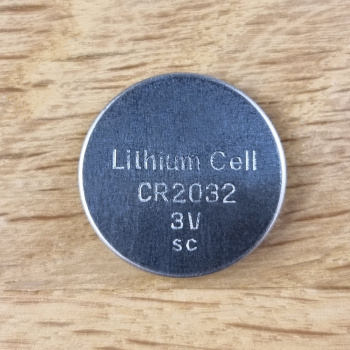 Lithium Cell
CR2032
3V
sc